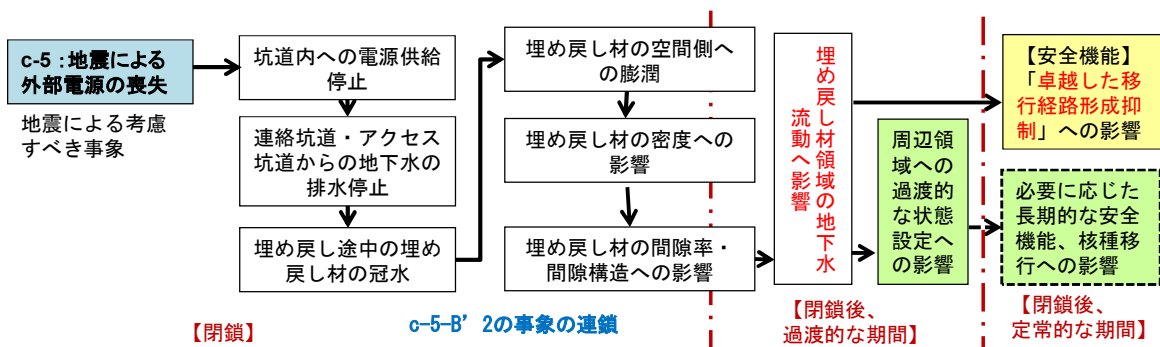 c-5：地震による
外部電源の喪失
地震による考慮
すべき事象
坑道内への電源供給
停止
連絡坑道・アクセス
坑道からの地下水の
排水停止
埋め戻し途中の埋め
戻し材の冠水
埋め戻し材の空間側へ
の膨潤
埋め戻し材の密度への
影響
埋め戻し材の間隙率・
間隙構造への影響
埋め戻し材領域の地下水
流動へ影響
周辺領
域への
過渡的
な状態
設定へ
の影響
【安全機能】
「卓越した移
行経路形成抑
制」への影響
必要に応じた
長期的な安全
機能、核種移
行への影響
【閉鎖】
c-5-B’2の事象の連鎖
【閉鎖後、
過渡的な期間】
【閉鎖後、
定常的な期間】